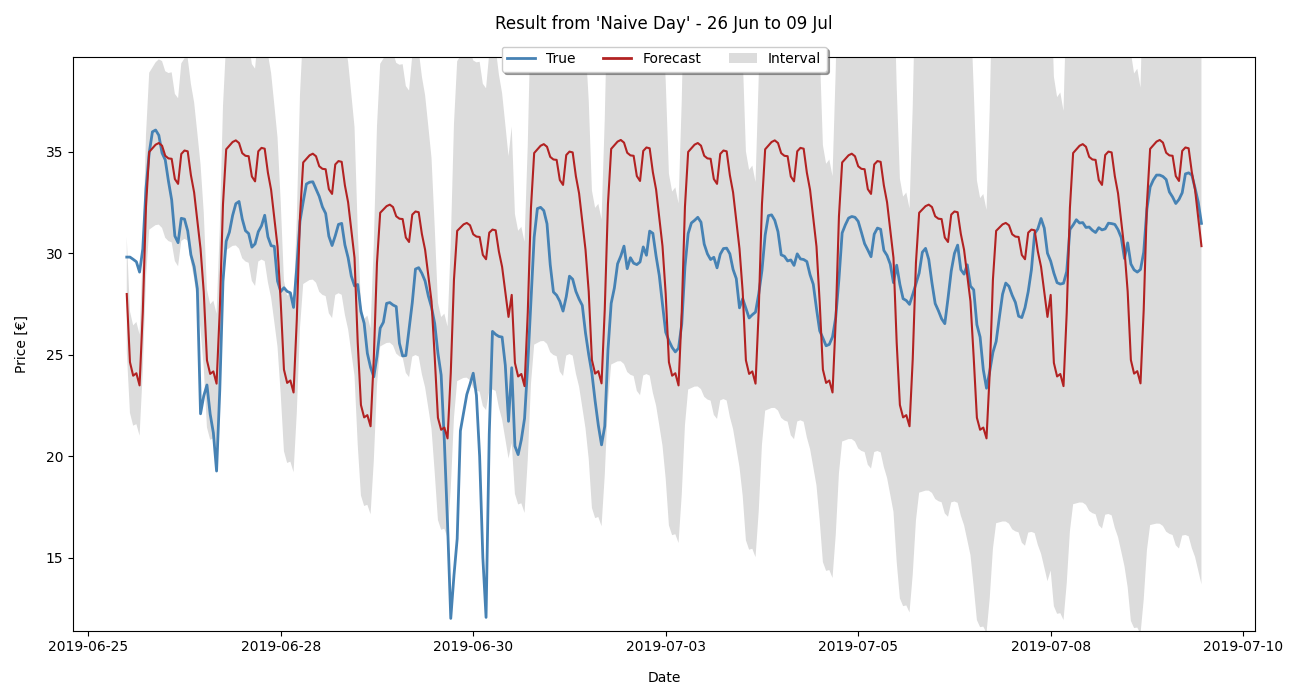 Result from 'Naive Day' - 26 Jun to 09 Jul
True Forecast Interval
35
30
25
20
15
Price [€]
2019-06-25 2019-06-28 2019-06-30 2019-07-03 2019-07-05 2019-07-08 2019-07-10
Date